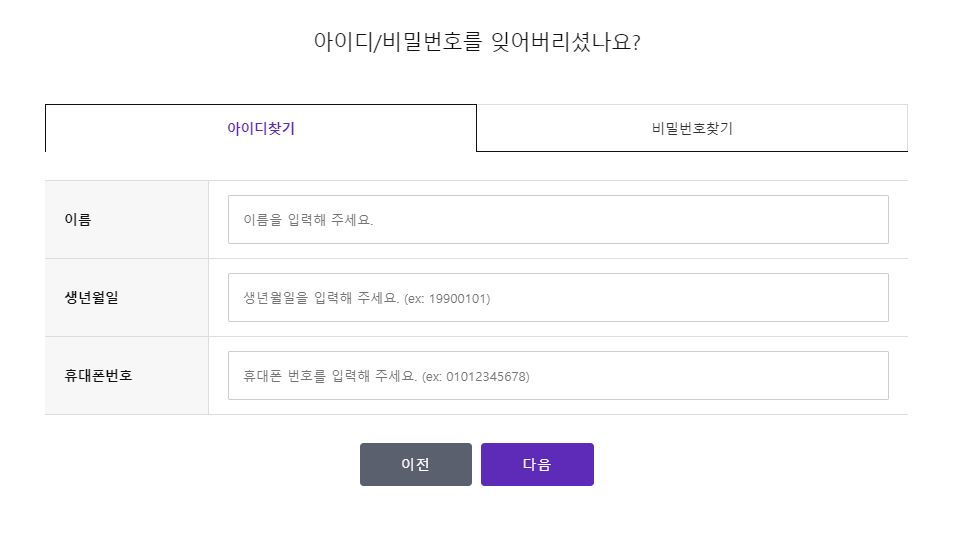 아이디/비밀번호를 잊어버리셨나요?
아이디찾기
비밀번호찾기
이름
이름을 입력해 주세요.
생년월일
생년월일을 입력해 주세요. (ex: 19900101)
휴대폰번호
휴대폰 번호를 입력해 주세요. (ex: 01012345678)
이전
다음